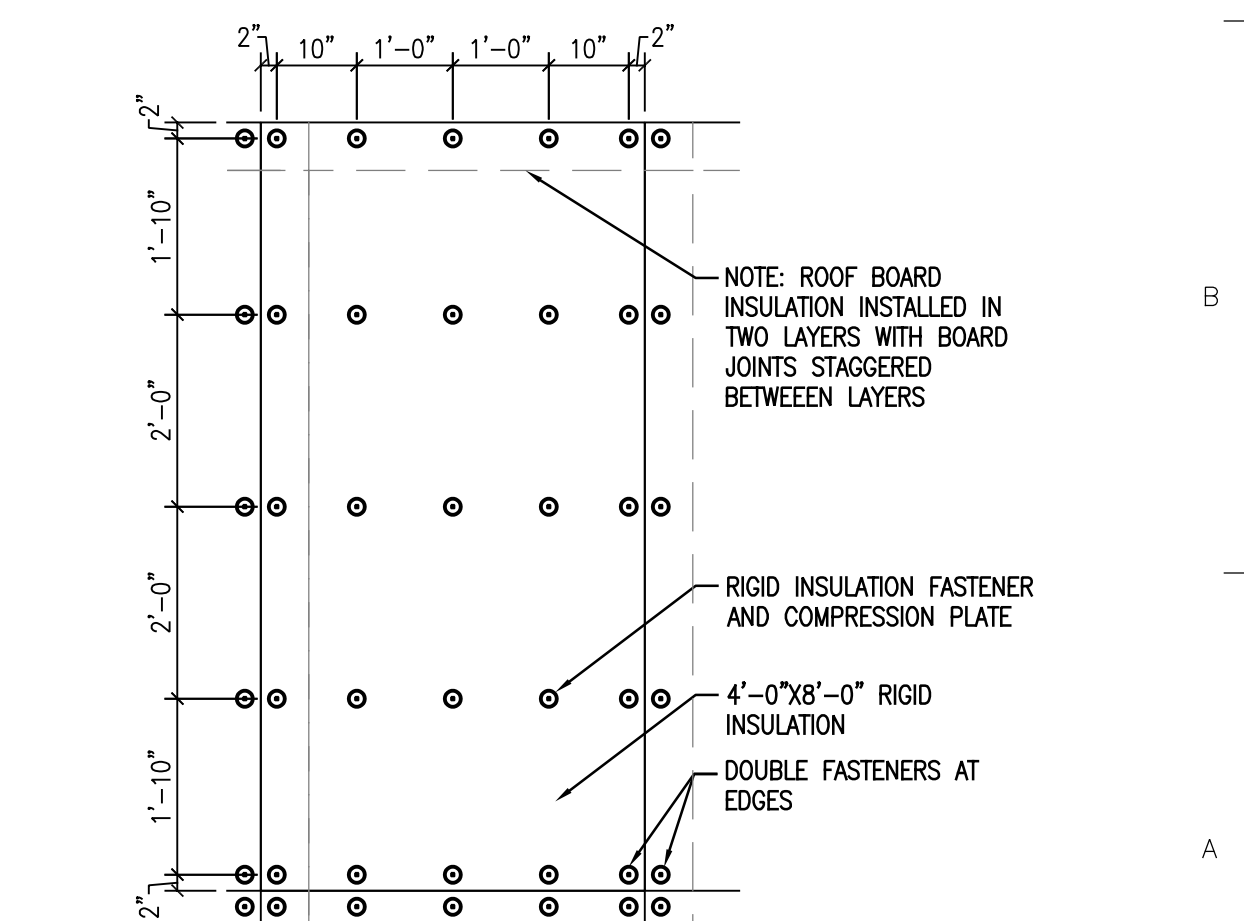 2" 10" 1'-0" 1'-0" 10" 2"
2"
1'-10"
2'-0"
2'-0"
1'-10"
2"
NOTE: ROOF BOARD
INSULATION INSTALLED IN
TWO LAYERS WITH BOARD
JOINTS STAGGERED
BETWEEEN LAYERS
RIGID INSULATION FASTENER
AND COMPRESSION PLATE
4'-0"X8'-0" RIGID
INSULATION
DOUBLE FASTENERS AT
EDGES
B
A